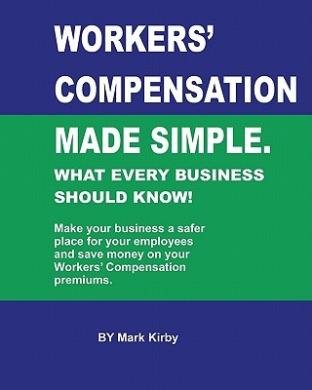 WORKERS’
COMPENSATION
MADE SIMPLE.
WHAT EVERY BUSINESS
SHOULD KNOW!
Make your business a safer
place for your employees
and save money on your
Workers’ Compensation
premiums.
BY Mark Kirby